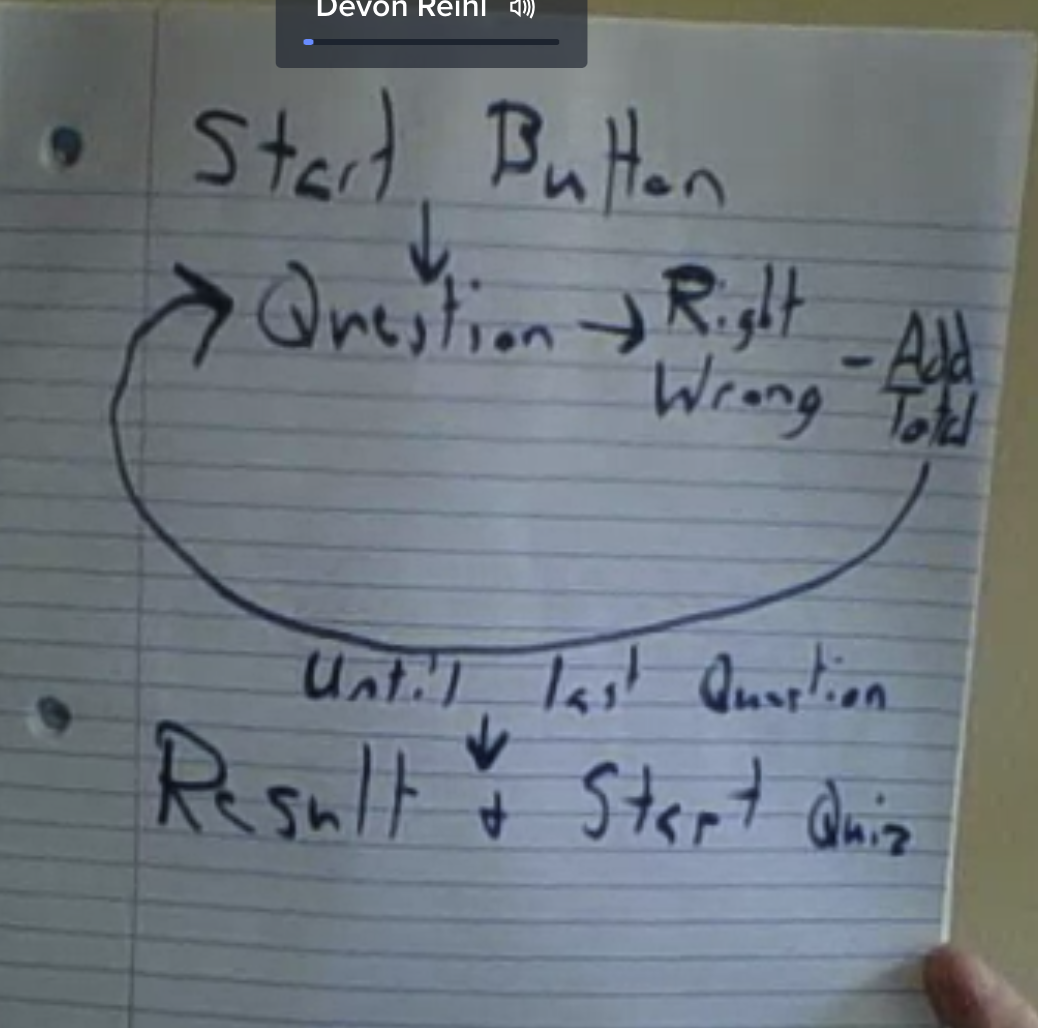 Devon Reihl
Start Button
Question → Right
Wrong - Add
Total
Until last Question
Result + Start Quiz